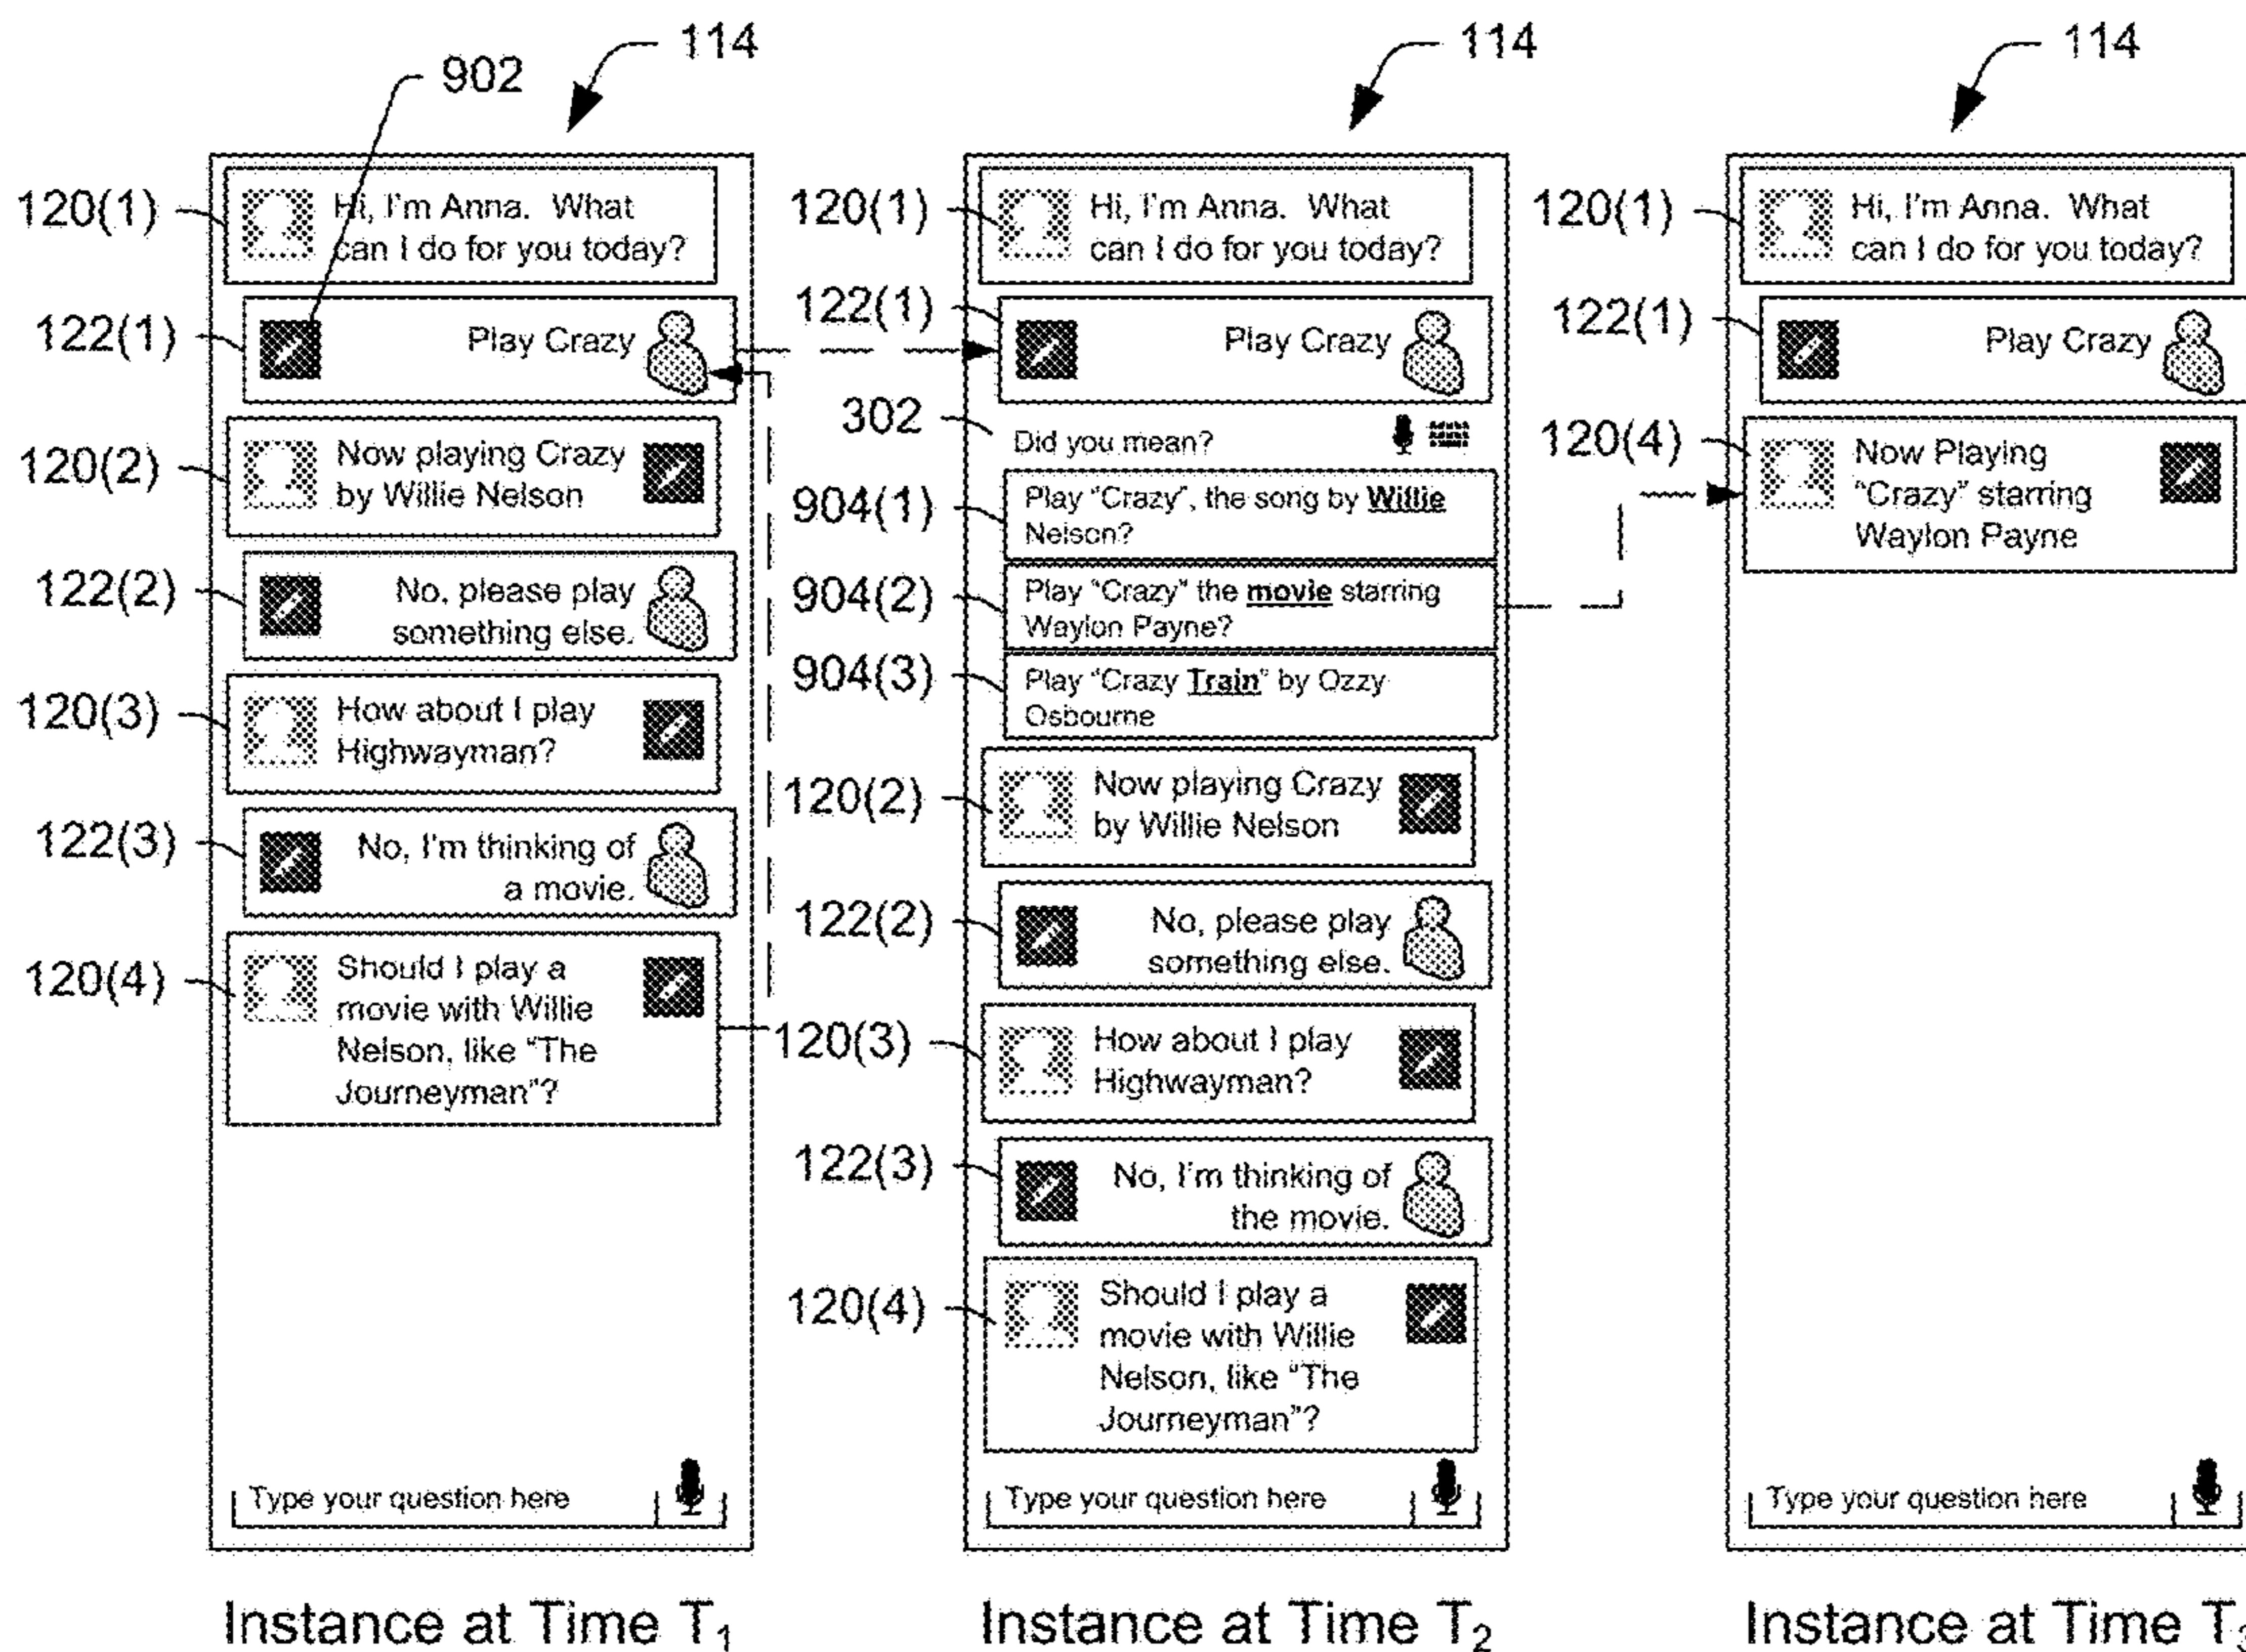 902
114
114
114
120(1)
Hi, I'm Anna. What
can I do for you today?
122(1)
Play Crazy
120(2)
Now playing Crazy
by Willie Nelson
122(2)
No, please play
something else.
120(3)
How about I play
Highwayman?
122(3)
No, I'm thinking of
a movie.
120(4)
Should I play a
movie with Willie
Nelson, like "The
Journeyman"?
Type your question here
Instance at Time T₁
120(1)
Hi, I'm Anna. What
can I do for you today?
122(1)
Play Crazy
302
Did you mean?
904(1)
Play "Crazy", the song by Willie
Nelson?
904(2)
Play "Crazy" the movie starring
Waylon Payne?
904(3)
Play "Crazy Train" by Ozzy
Osbourne
120(2)
Now playing Crazy
by Willie Nelson
122(2)
No, please play
something else.
120(3)
How about I play
Highwayman?
122(3)
No, I'm thinking of
the movie.
120(4)
Should I play a
movie with Willie
Nelson, like "The
Journeyman"?
Type your question here
Instance at Time T₂
120(1)
Hi, I'm Anna. What
can I do for you today?
122(1)
Play Crazy
120(4)
Now Playing
"Crazy" starring
Waylon Payne
Type your question here
Instance at Time T₃